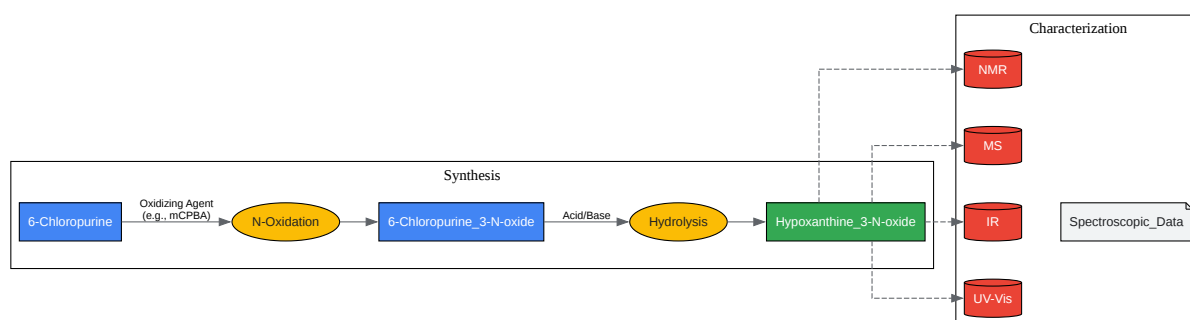 Characterization
NMR
MS
Synthesis
6-Chloropurine
Oxidizing Agent
(e.g., mCPBA)
N-Oxidation
6-Chloropurine_3-N-oxide
Acid/Base
Hydrolysis
Hypoxanthine_3-N-oxide
IR
Spectroscopic_Data
UV-Vis